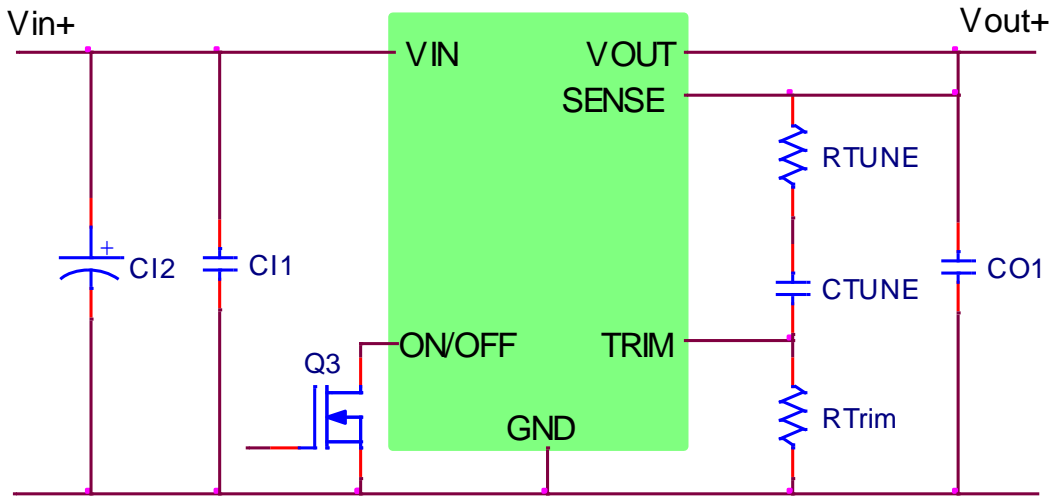 Vin+
Vout+
VIN
VOUT
SENSE
RTUNE
+
CI2
CI1
CTUNE
CO1
ON/OFF
TRIM
Q3
RTrim
GND